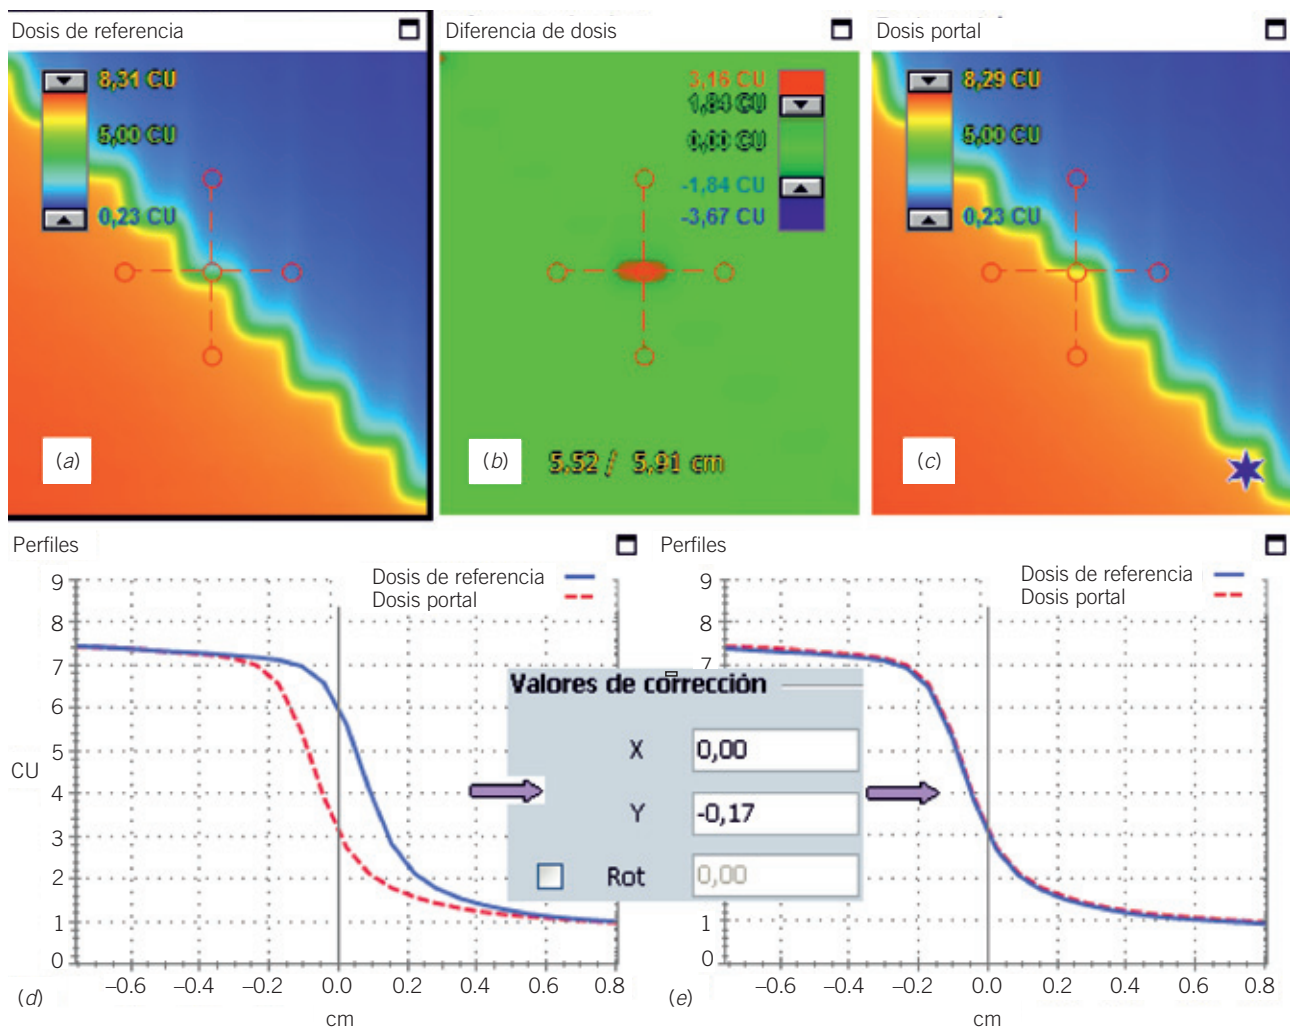 Dosis de referencia
8,31 CU
5,00 CU
0,23 CU
(a)
Diferencia de dosis
3,16 CU
1,84 CU
0,00 CU
-1,84 CU
-3,67 CU
(b)
5.52 / 5.91 cm
Dosis portal
8,29 CU
5,00 CU
0,23 CU
(c)
Perfiles
Dosis de referencia
Dosis portal
9
8
7
6
5
CU
4
3
2
1
0
–0.6 –0.4 –0.2 0.0 0.2 0.4 0.6 0.8
(d)
cm
Valores de corrección
X 0,00
Y -0,17
Rot 0,00
Perfiles
Dosis de referencia
Dosis portal
9
8
7
1
0
–0.6 –0.4 –0.2 0.0 0.2 0.4 0.6 0.8
(e)
cm